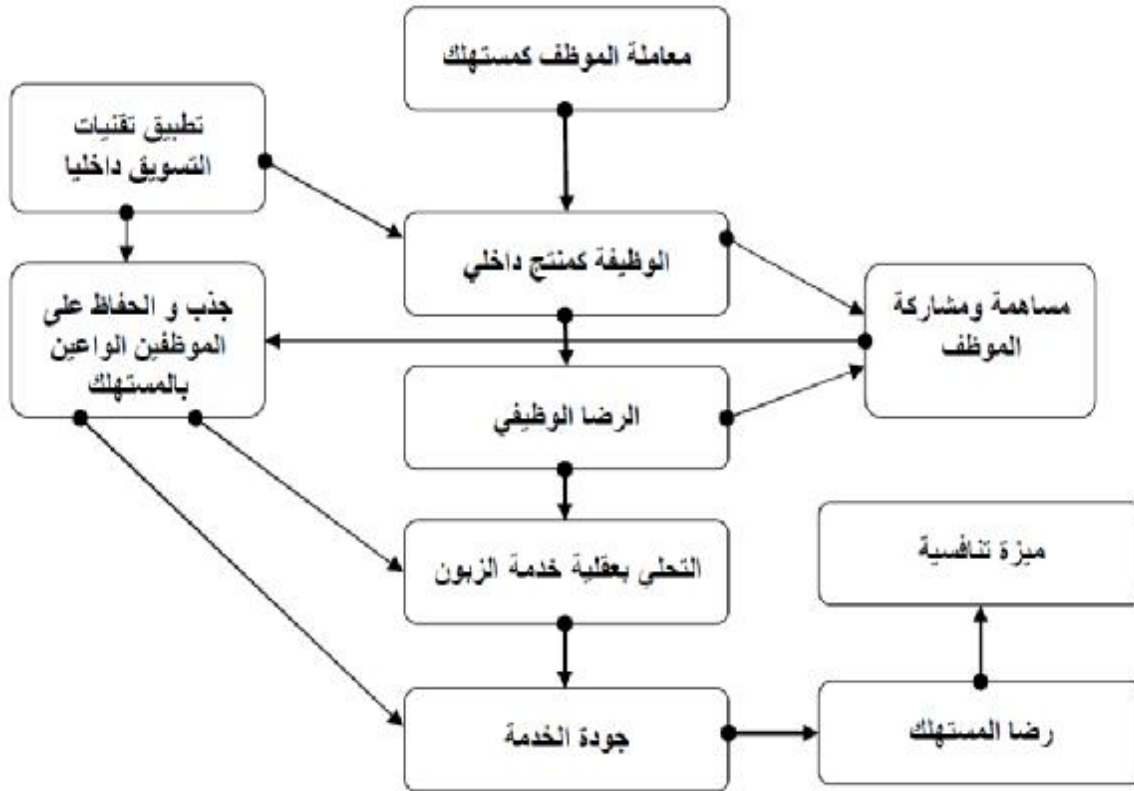 معاملة الموظف كمستهلك
تطبيق تقنيات
التسويق داخليا
الوظيفة كمنتج داخلي
جذب و الحفاظ على
الموظفين الواعين
بالمستهلك
مساهمة ومشاركة
الموظف
الرضا الوظيفي
التحلي بعقلية خدمة الزبون
ميزة تنافسية
جودة الخدمة
رضا المستهلك